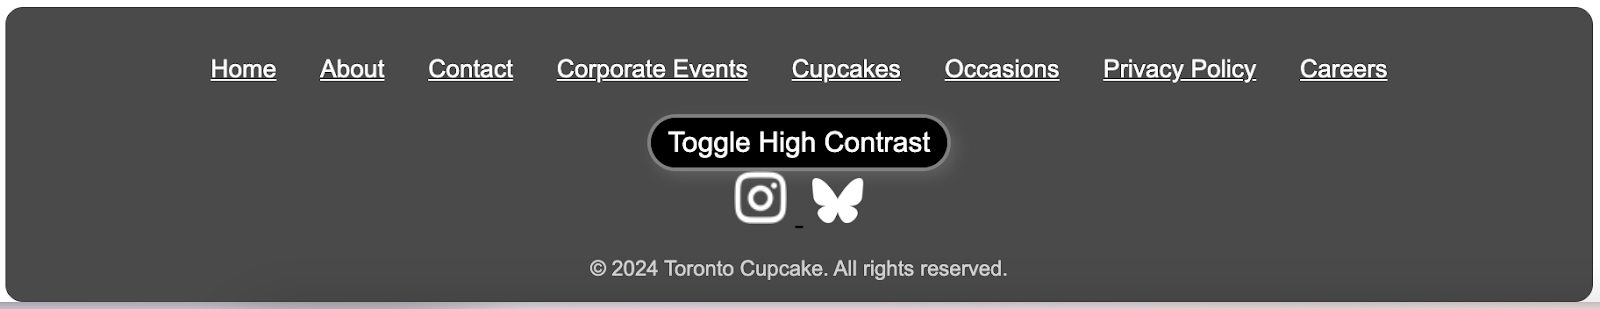 Home About Contact Corporate Events Cupcakes Occasions Privacy Policy Careers
Toggle High Contrast
© 2024 Toronto Cupcake. All rights reserved.